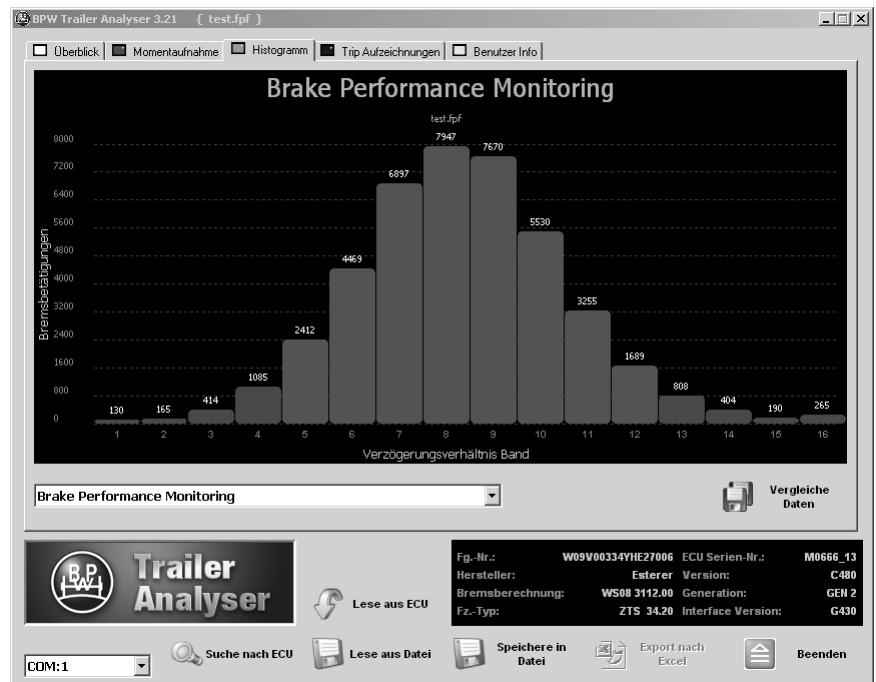 BPW Trailer Analyser 3.21 { test.fpf }
Überblick
Momentaufnahme
Histogramm
Trip Aufzeichnungen
Benutzer Info
Brake Performance Monitoring
test.fpf
8000
7200
6400
5600
4800
4000
3200
2400
1600
800
0
Bremsbetätigungen
130
165
414
1085
2412
4469
6897
7947
7670
5530
3255
1689
808
404
190
265
1 2 3 4 5 6 7 8 9 10 11 12 13 14 15 16
Verzögerungsverhältnis Band
Brake Performance Monitoring
Vergleiche
Daten
BPW
Trailer
Analyser
Lese aus ECU
Fg.-Nr.: W09V00334YHE27006 ECU Serien-Nr.: M0666_13
Hersteller: Esterer Version: C480
Bremsberechnung: WS08 3112.00 Generation: GEN 2
Fz.-Typ: ZTS 34.20 Interface Version: G430
COM:1
Suche nach ECU
Lese aus Datei
Speichere in
Datei
Export nach
Excel
Beenden